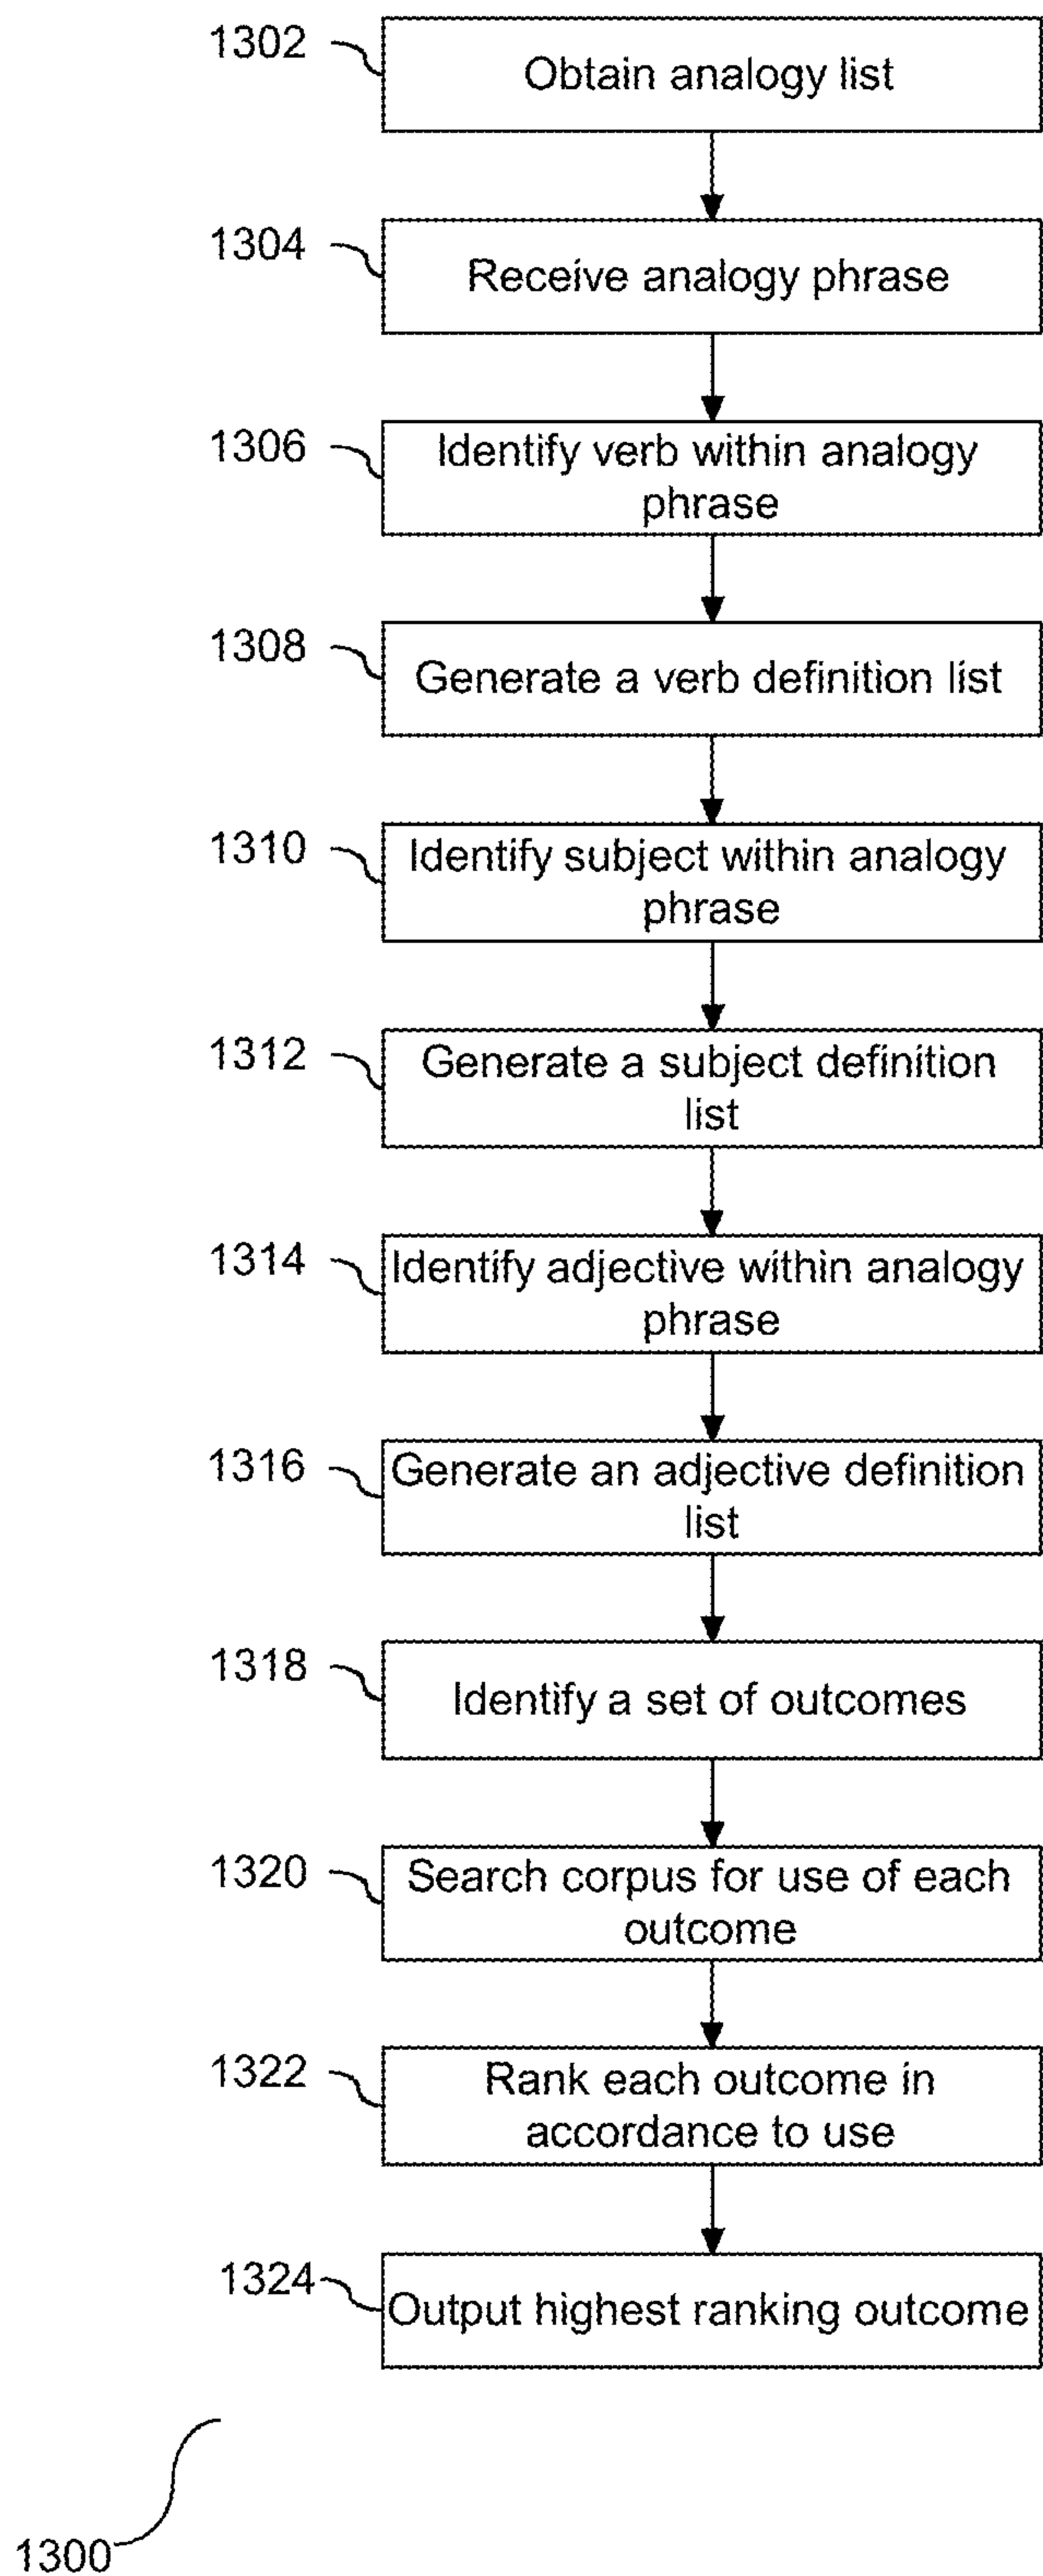 1302
Obtain analogy list
1304
Receive analogy phrase
1306
Identify verb within analogy
phrase
1308
Generate a verb definition list
1310
Identify subject within analogy
phrase
1312
Generate a subject definition
list
1314
Identify adjective within analogy
phrase
1316
Generate an adjective definition
list
1318
Identify a set of outcomes
1320
Search corpus for use of each
outcome
1322
Rank each outcome in
accordance to use
1324
Output highest ranking outcome
1300